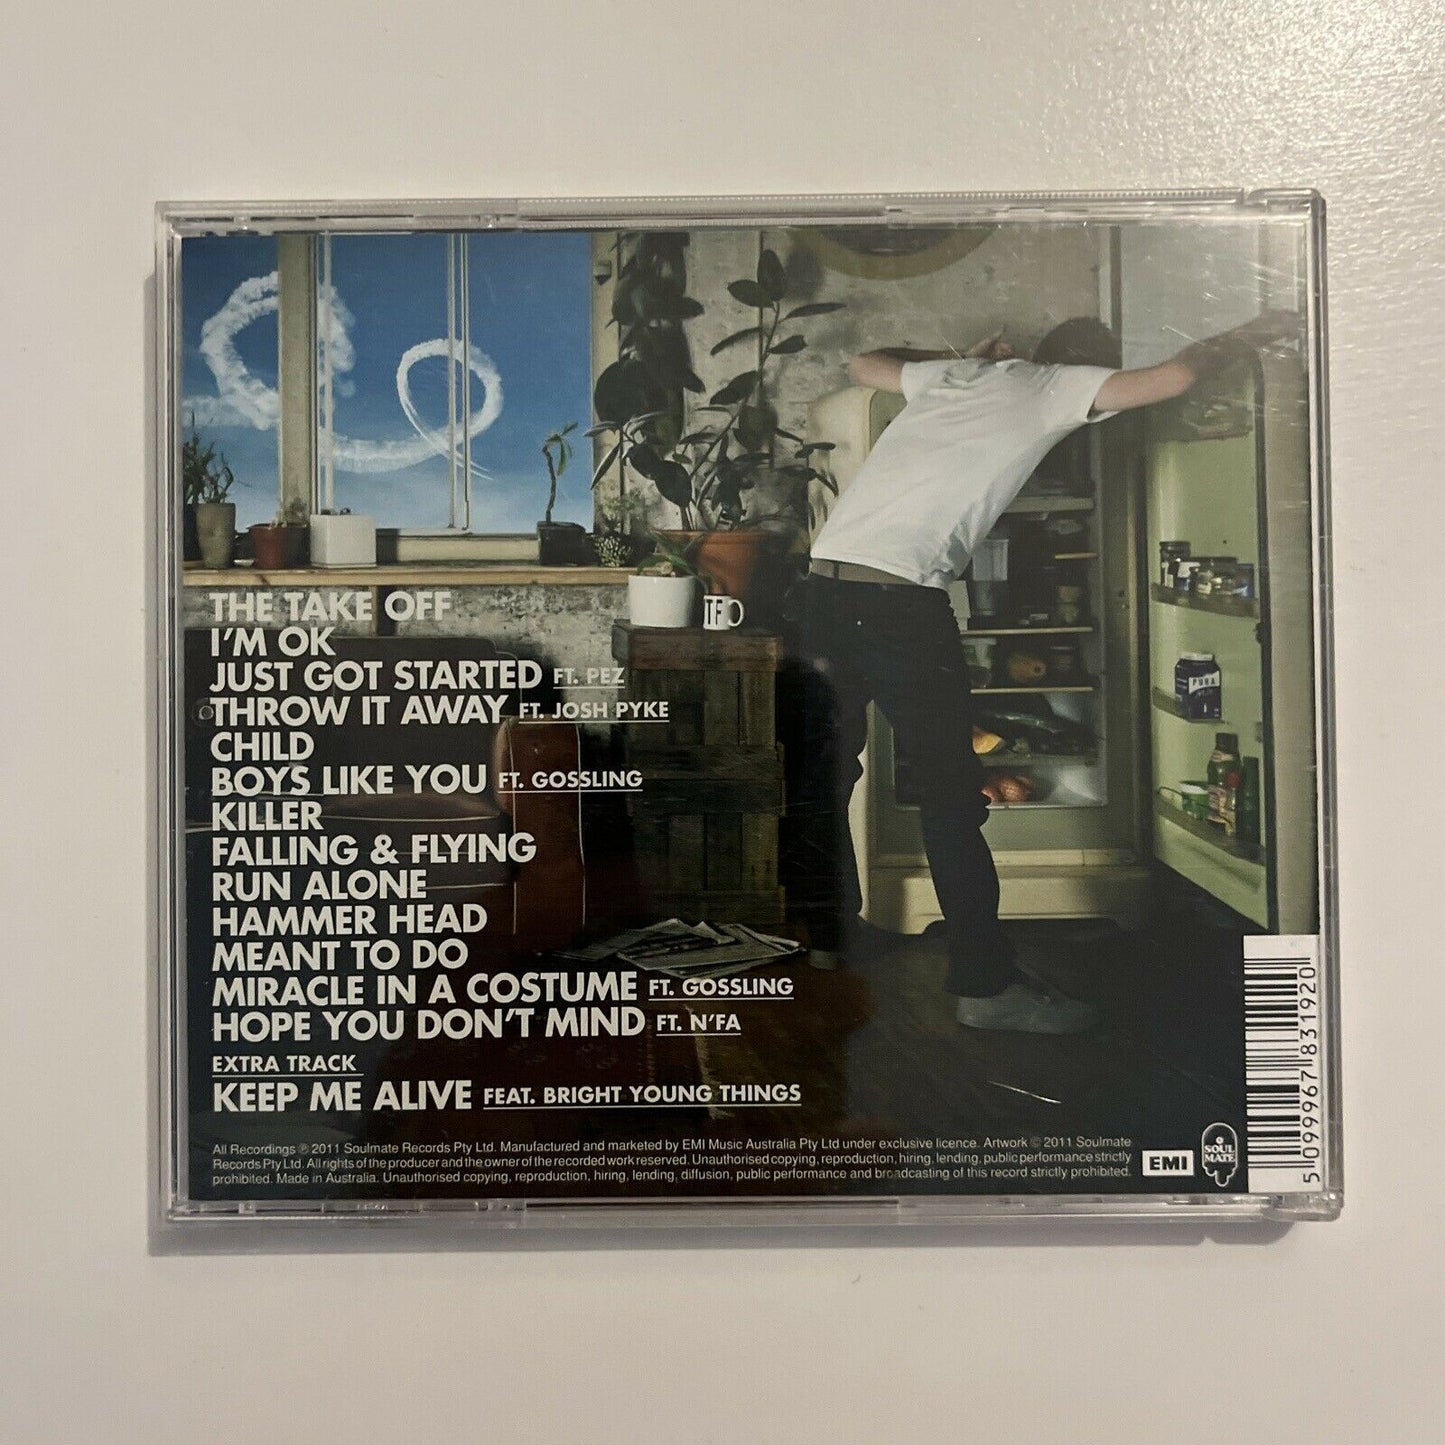 THE TAKE OFF
I'M OK
JUST GOT STARTED FT. PEZ
THROW IT AWAY FT. JOSH PYKE
CHILD
BOYS LIKE YOU FT. GOSSLING
KILLER
FALLING & FLYING
RUN ALONE
HAMMER HEAD
MEANT TO DO
MIRACLE IN A COSTUME FT. GOSSLING
HOPE YOU DON'T MIND FT. N'FA
EXTRA TRACK
KEEP ME ALIVE FEAT. BRIGHT YOUNG THINGS
All Recordings ℗ 2011 Soulmate Records Pty Ltd. Manufactured and marketed by EMI Music Australia Pty Ltd under exclusive licence. Artwork © 2011 Soulmate
Records Pty Ltd. All rights of the producer and the owner of the recorded work reserved. Unauthorised copying, reproduction, hiring, lending, public performance strictly
prohibited. Made in Australia. Unauthorised copying, reproduction, hiring, lending, diffusion, public performance and broadcasting of this record strictly prohibited.
EMI
SOUL
MATE
5 099967 831920
TFO
PURA